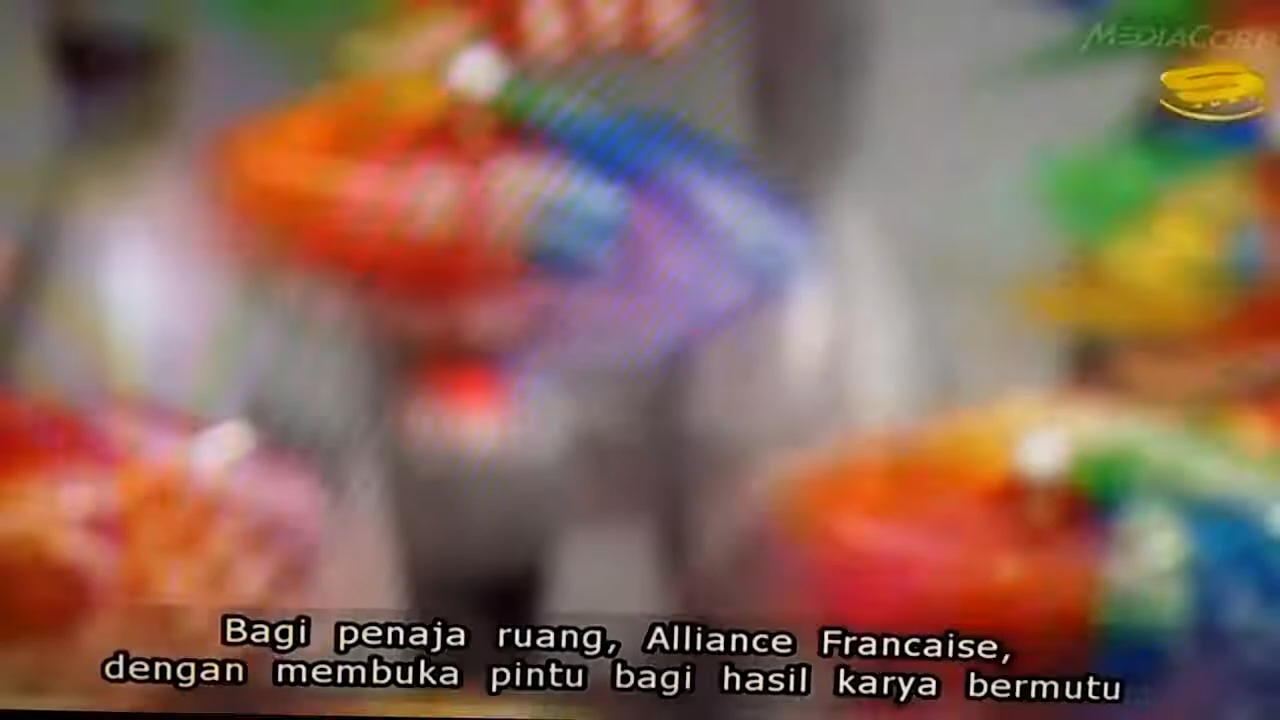 MEDIACORP
Bagi penaja ruang, Alliance Francaise,
dengan membuka pintu bagi hasil karya bermutu